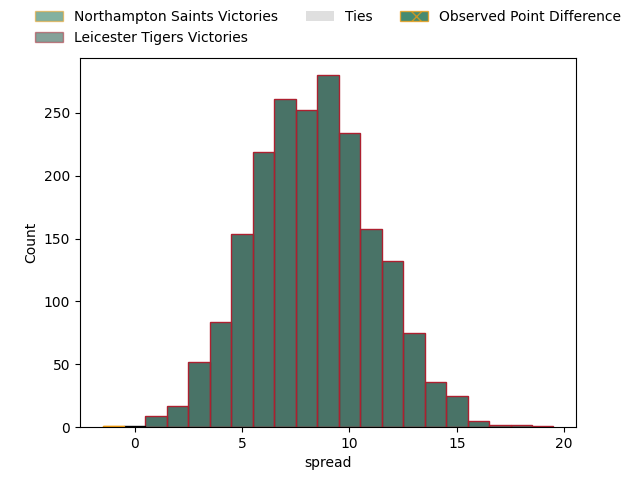 Northampton Saints Victories
Ties
Observed Point Difference
Leicester Tigers Victories
250
200
150
100
50
0
Count
0
5
10
15
20
spread